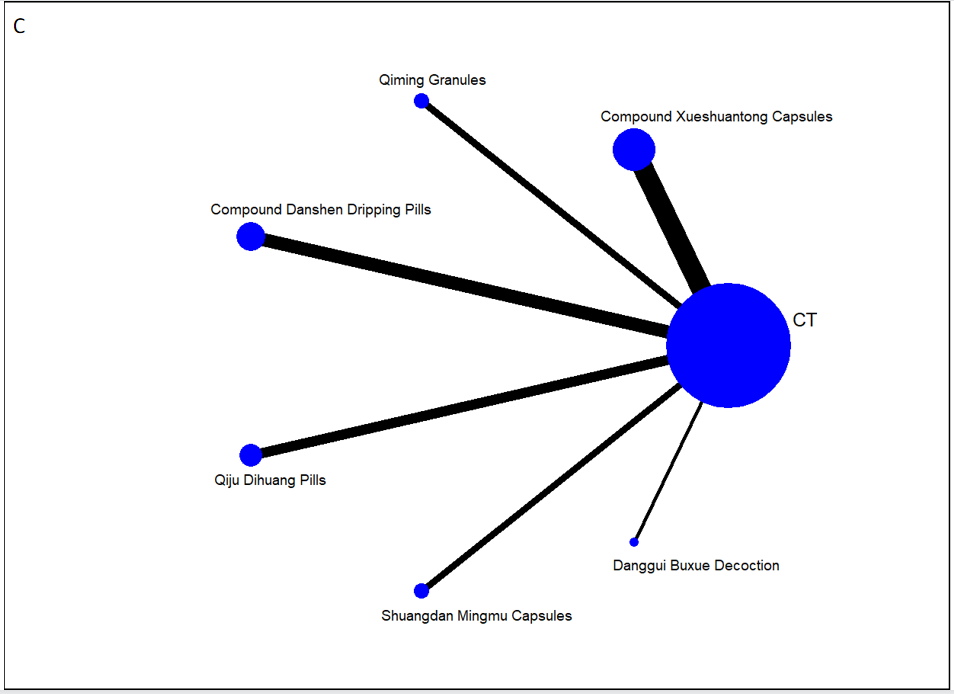 C
Qiming Granules
Compound Xueshuantong Capsules
Compound Danshen Dripping Pills
CT
Qiju Dihuang Pills
Danggui Buxue Decoction
Shuangdan Mingmu Capsules